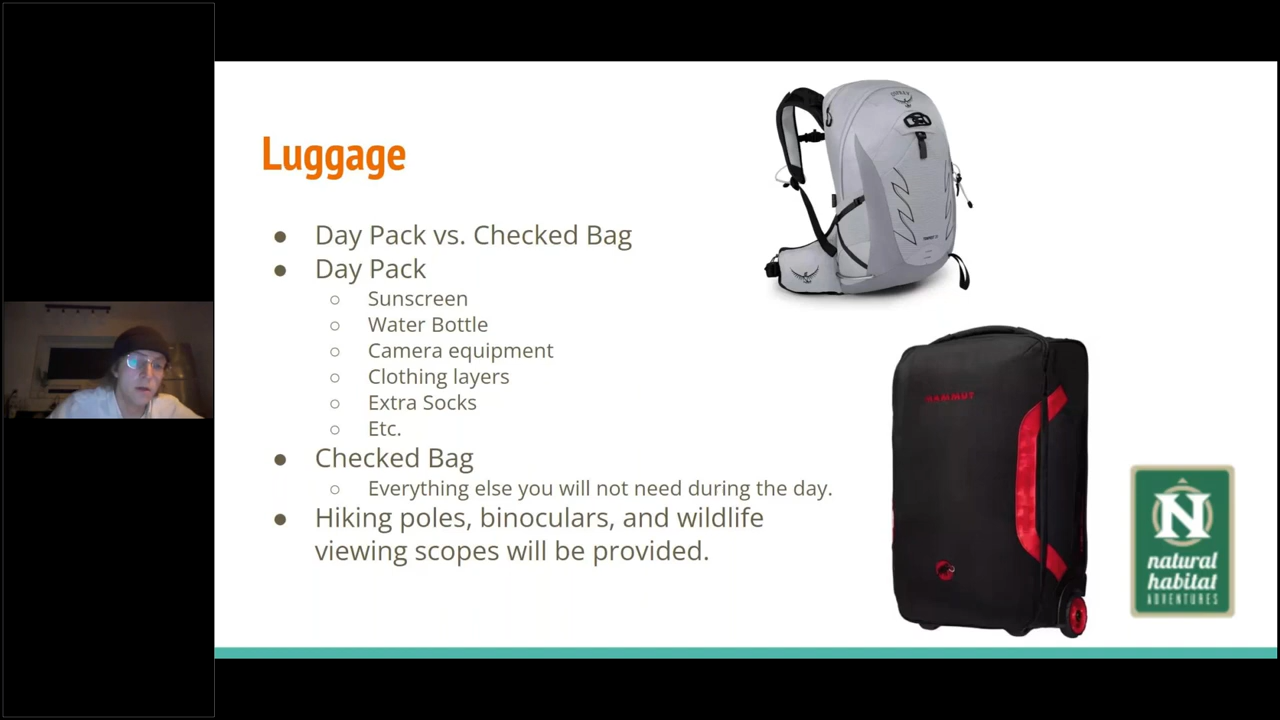 Luggage
Day Pack vs. Checked Bag
Day Pack
Sunscreen
Water Bottle
Camera equipment
Clothing layers
Extra Socks
Etc.
Checked Bag
Everything else you will not need during the day.
Hiking poles, binoculars, and wildlife
viewing scopes will be provided.
OSPREY
MAMMUT
N
natural
habitat
ADVENTURES